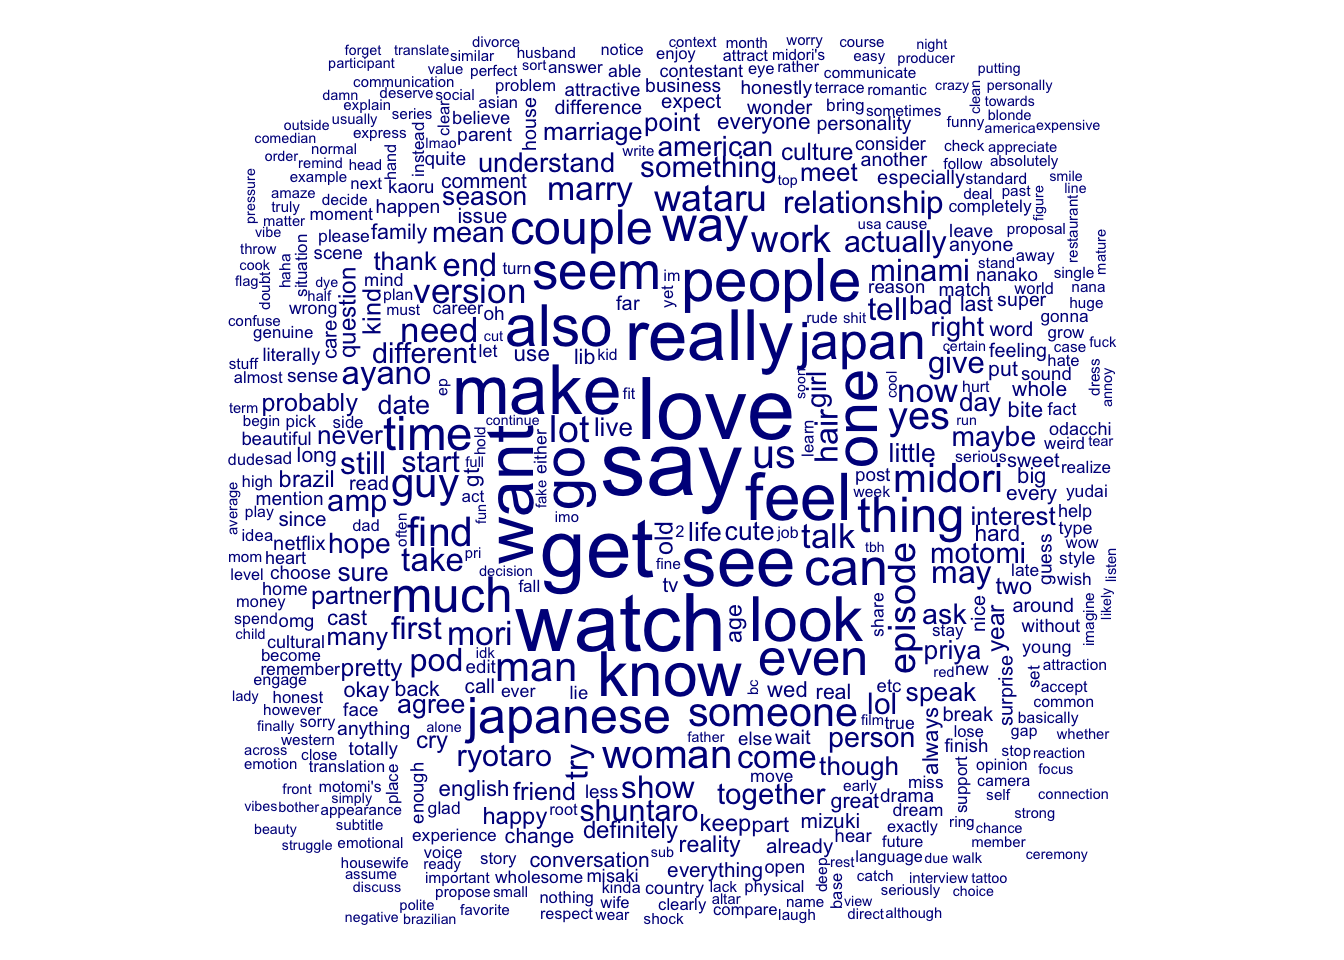 divorce context month worry course night
forget translate similar husband notice enjoy attract midori's easy producer
participant value perfect sort answer able contestant eye rather communicate putting
communication problem attractive business honestly terrace romantic crazy personally
damn deserve social asian difference expect wonder bring sometimes clean towards
explain usually series clear believe house marriage point everyone personality funny blonde
outside express lmao parent write american culture consider america expensive
comedian normal instead quite understand something another check appreciate
order remind head hand comment marry top meet especially standard follow absolutely
example next kaoru season wataru relationship completely deal past line smile
pressure amaze decide happen issue couple way usa cause leave figure proposal restaurant
truly matter moment family mean work actually anyone away mature
vibe please thank end turn seem im people minami nanako stand single
throw scene mind version yet reason match world nana
cook situation haha dye plan far tell bad last super huge
flag doubt half must career oh also really rude shit right word gonna
confuse wrong care question kind need cut japan certain feeling grow fuck
genuine literally different let use lib kid give put sound case hate
stuff almost sense ayano ep make fit love soon girl cool now hurt whole dress annoy
term probably date continue one yes day bite fact
begin pick side never time want hold lot live learn hair run maybe odacchi
beautiful dude sad long still start full either go say us little serious weird tear
high brazil read guy gtu fake feel post midori big sweet realize
average mention amp act fun imo week thing every yudai
play since dad often find old 2 life cute job talk interest help
idea netflix hope pri fine tbh hard type wow
mom heart take get see can episode motomi guess style
level choose sure decision fall tv may late wish listen
home partner much age look share two likely imagine
money spend omg cast watch ask nice around without
child cultural many first mori even stay year young
become idk know priya surprise attraction
remember pretty pod edit man bc red new set accept
engage okay back call ever lie wed real etc speak common
lady honest face agree japanese someone lol break basically
however anything alone film true always lose gap whether
finally sorry cry father else wait person finish stop reaction
western close totally ryotaro try woman come though opinion focus
across emotion translation place move miss camera
front motomi's enough english friend less show together early drama support self connection
vibes bother simply appearance glad happy root shuntaro great dream ring strong
beauty subtitle change definitely keep part mizuki exactly chance
struggle emotional experience reality hear future member
housewife voice story conversation sub already language due walk ceremony
assume ready important wholesome misaki everything open deep rest catch interview tattoo
discuss propose small kinda country lack physical base seriously choice
polite favorite nothing wife clearly altar name view
negative brazilian respect wear shock compare laugh direct although